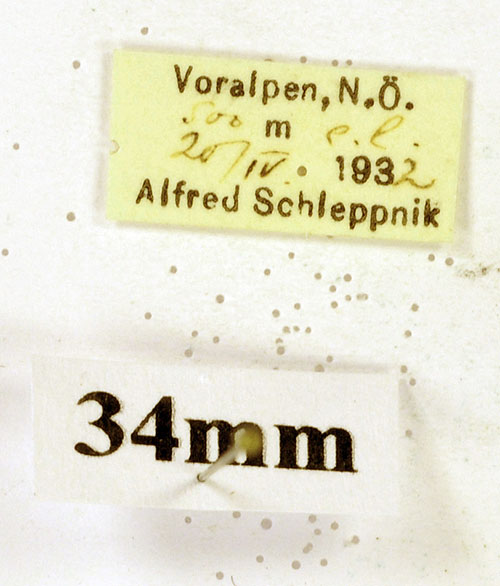 Voralpen, N.Ö.
500 m e.l.
20/IV. 1932
Alfred Schleppnik
34mm